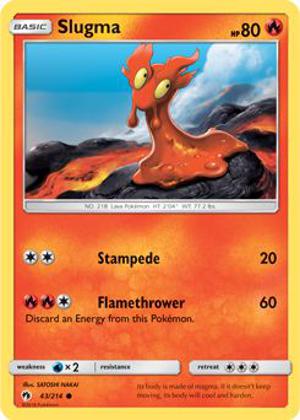 BASIC Slugma HP80
NO. 218 Lava Pokémon HT: 2'04" WT: 77.2 lbs.
Stampede 20
Flamethrower 60
Discard an Energy from this Pokémon.
weakness ×2 resistance retreat
Illus. SATOSHI NAKAI
43/214
©2019 Pokémon
Its body is made of magma. If it doesn't keep
moving, its body will cool and harden.